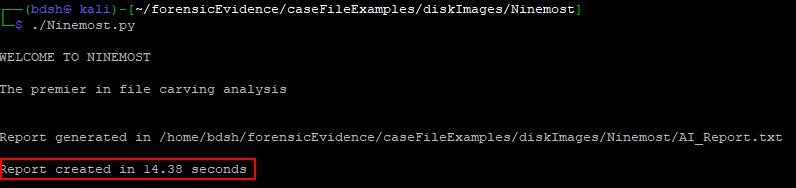 (bdsh㉿kali)-[~/forensicEvidence/caseFileExamples/diskImages/Ninemost]
$ ./Ninemost.py
WELCOME TO NINEMOST
The premier in file carving analysis
Report generated in /home/bdsh/forensicEvidence/caseFileExamples/diskImages/Ninemost/AI_Report.txt
Report created in 14.38 seconds